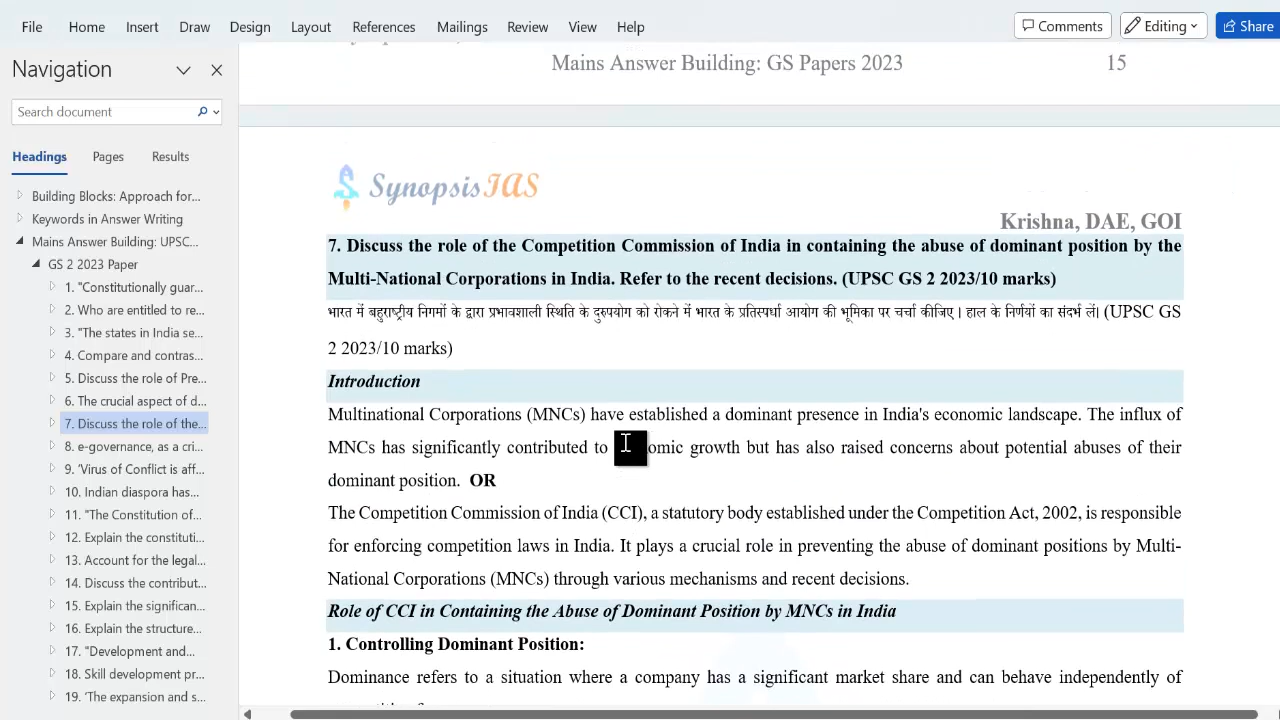 File Home Insert Draw Design Layout References Mailings Review View Help Comments Editing Share
Navigation
Search document
Headings Pages Results
Building Blocks: Approach for...
Keywords in Answer Writing
Mains Answer Building: UPSC...
GS 2 2023 Paper
1. "Constitutionally guar...
2. Who are entitled to re...
3. "The states in India se...
4. Compare and contras...
5. Discuss the role of Pre...
6. The crucial aspect of d...
7. Discuss the role of the...
8. e-governance, as a cri...
9. 'Virus of Conflict is aff...
10. Indian diaspora has...
11. "The Constitution of...
12. Explain the constituti...
13. Account for the legal...
14. Discuss the contribut...
15. Explain the significan...
16. Explain the structure...
17. "Development and...
18. Skill development pr...
19. 'The expansion and s...
Mains Answer Building: GS Papers 2023 15
SynopsisIAS
Krishna, DAE, GOI
7. Discuss the role of the Competition Commission of India in containing the abuse of dominant position by the
Multi-National Corporations in India. Refer to the recent decisions. (UPSC GS 2 2023/10 marks)
भारत में बहुराष्ट्रीय निगमों के द्वारा प्रभावशाली स्थिति के दुरुपयोग को रोकने में भारत के प्रतिस्पर्धा आयोग की भूमिका पर चर्चा कीजिए। हाल के निर्णयों का संदर्भ लें। (UPSC GS
2 2023/10 marks)
Introduction
Multinational Corporations (MNCs) have established a dominant presence in India's economic landscape. The influx of
MNCs has significantly contributed to omic growth but has also raised concerns about potential abuses of their
dominant position. OR
The Competition Commission of India (CCI), a statutory body established under the Competition Act, 2002, is responsible
for enforcing competition laws in India. It plays a crucial role in preventing the abuse of dominant positions by Multi-
National Corporations (MNCs) through various mechanisms and recent decisions.
Role of CCI in Containing the Abuse of Dominant Position by MNCs in India
1. Controlling Dominant Position:
Dominance refers to a situation where a company has a significant market share and can behave independently of